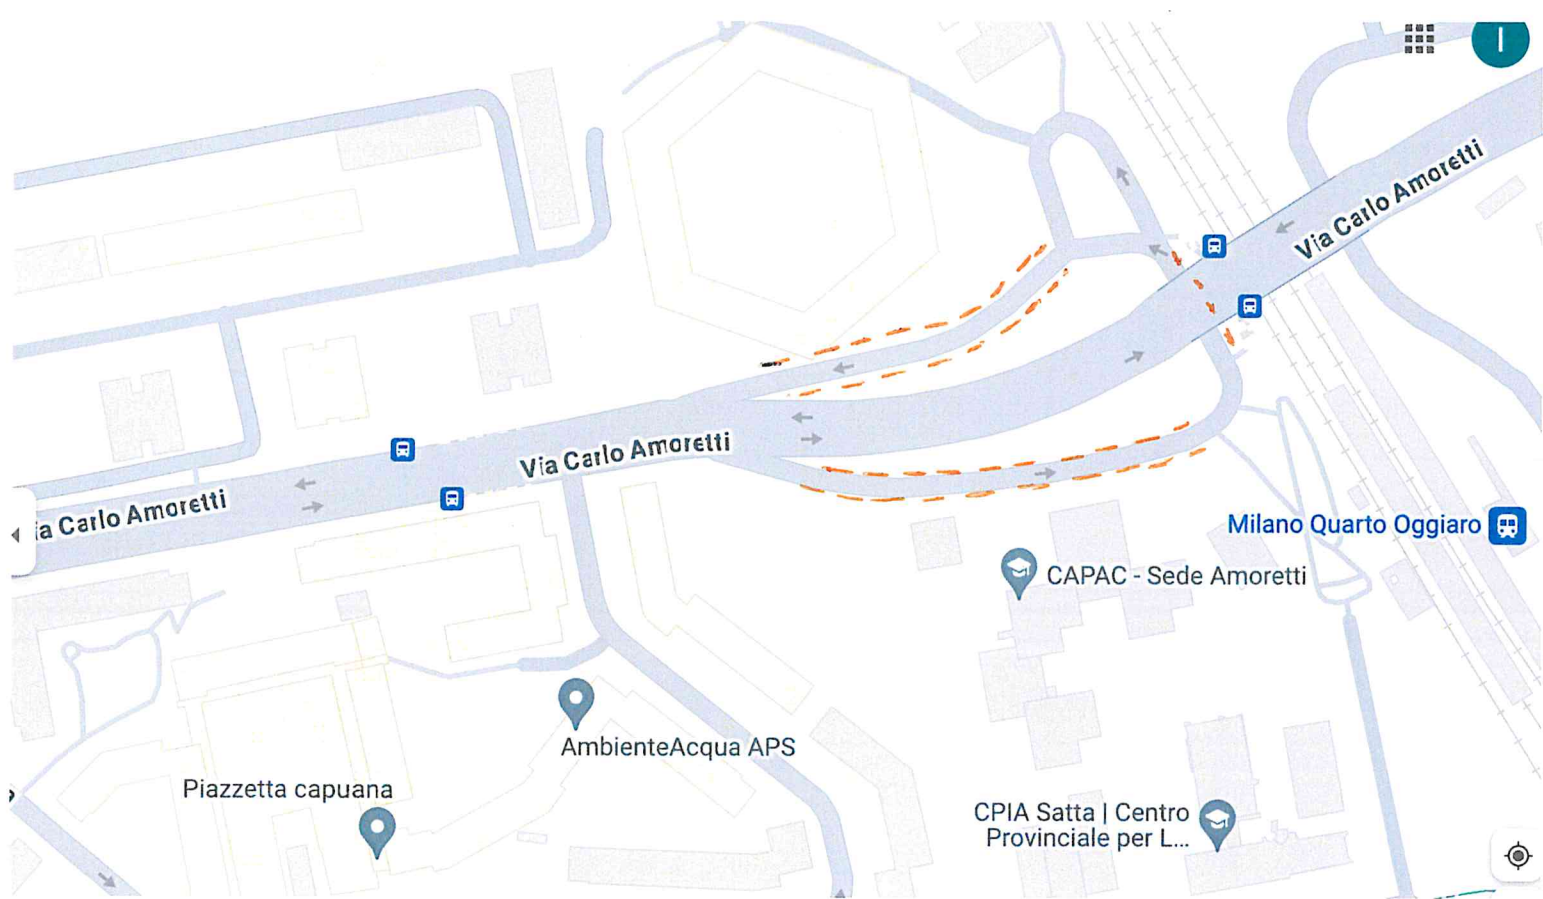 I
Via Carlo Amoretti
Via Carlo Amoretti
ia Carlo Amoretti
Milano Quarto Oggiaro
CAPAC - Sede Amoretti
AmbienteAcqua APS
Piazzetta capuana
CPIA Satta | Centro
Provinciale per L...